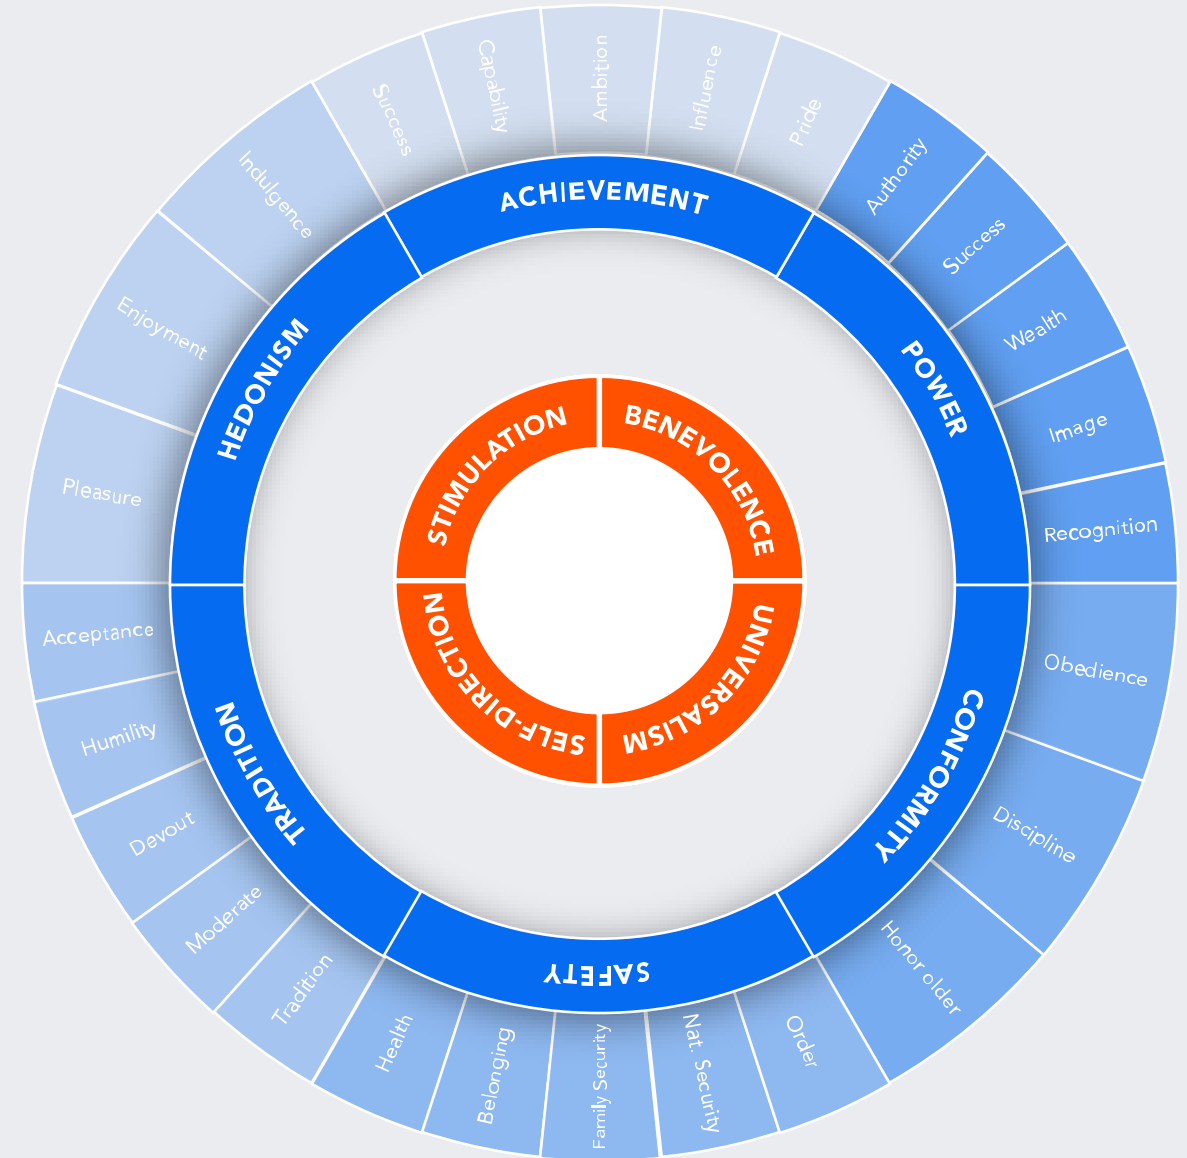 Success
Capability
Ambition
Influence
Pride
Authority
Success
Wealth
Image
Recognition
Obedience
Discipline
Honor older
Order
Nat. Security
Family Security
Belonging
Health
Tradition
Moderate
Devout
Humility
Acceptance
Pleasure
Enjoyment
Indulgence
ACHIEVEMENT
POWER
CONFORMITY
SAFETY
TRADITION
HEDONISM
STIMULATION
BENEVOLENCE
UNIVERSALISM
SELF-DIRECTION